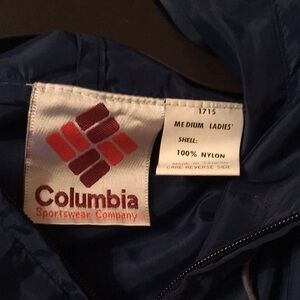 Columbia
Sportswear Company
1715
MEDIUM LADIES'
SHELL:
100% NYLON
CARE REVERSE SIDE